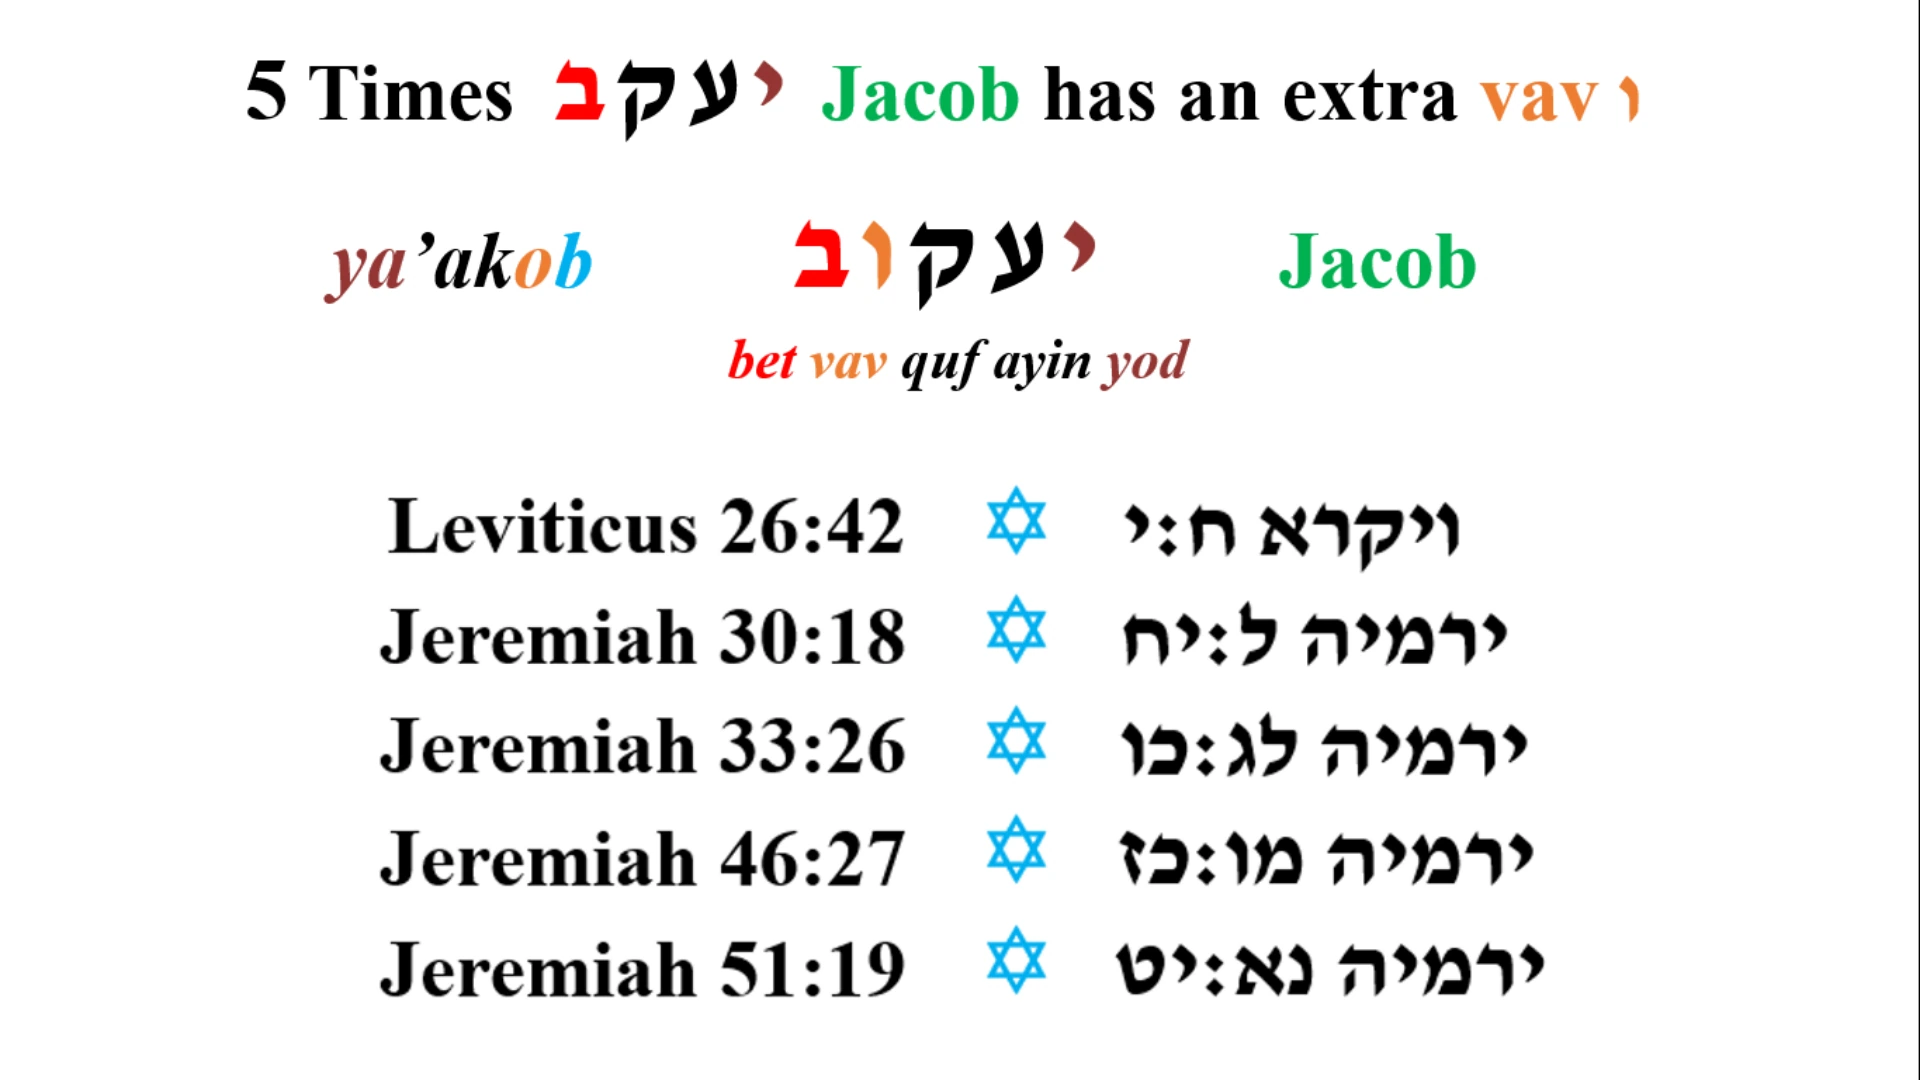 5 Times יעקב Jacob has an extra vav ו
ya’akob יעקוב Jacob
bet vav quf ayin yod
Leviticus 26:42 ✡ ויקרא ח:י
Jeremiah 30:18 ✡ ירמיה ל:יח
Jeremiah 33:26 ✡ ירמיה לג:כו
Jeremiah 46:27 ✡ ירמיה מו:כז
Jeremiah 51:19 ✡ ירמיה נא:יט